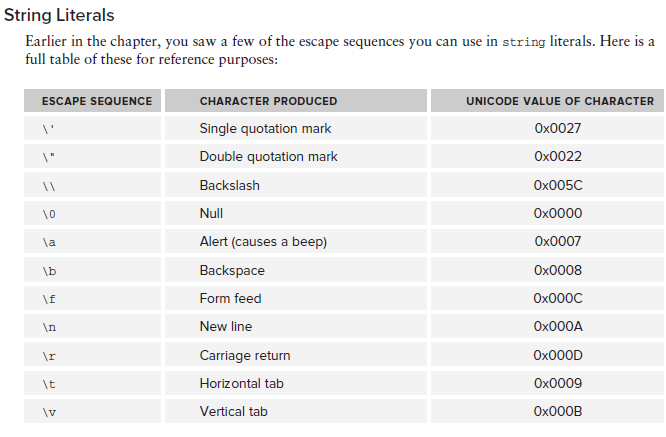 String Literals
Earlier in the chapter, you saw a few of the escape sequences you can use in string literals. Here is a
full table of these for reference purposes:
ESCAPE SEQUENCE CHARACTER PRODUCED UNICODE VALUE OF CHARACTER
\' Single quotation mark 0x0027
\" Double quotation mark 0x0022
\\ Backslash 0x005C
\0 Null 0x0000
\a Alert (causes a beep) 0x0007
\b Backspace 0x0008
\f Form feed 0x000C
\n New line 0x000A
\r Carriage return 0x000D
\t Horizontal tab 0x0009
\v Vertical tab 0x000B